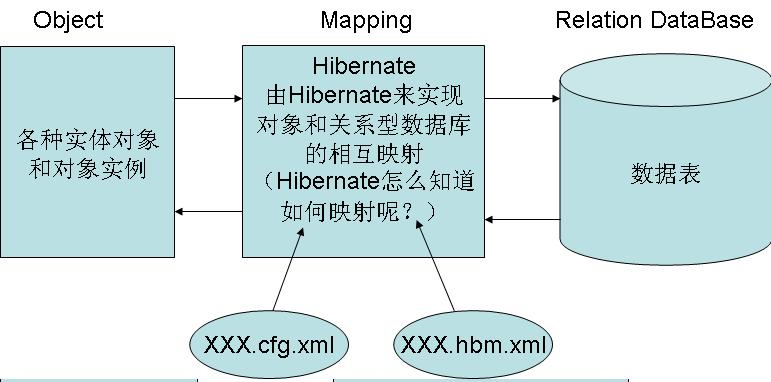 Object
Mapping
Relation DataBase
各种实体对象
和对象实例
Hibernate
由Hibernate来实现
对象和关系型数据库
的相互映射
（Hibernate怎么知道
如何映射呢？）
数据表
XXX.cfg.xml
XXX.hbm.xml